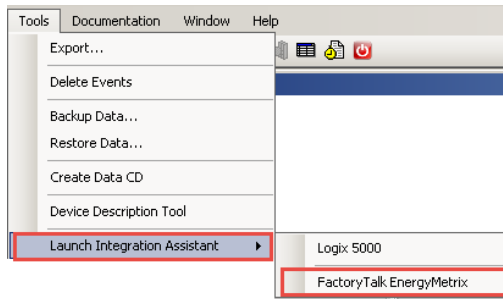 Tools Documentation Window Help
Export...
Delete Events
Backup Data...
Restore Data...
Create Data CD
Device Description Tool
Launch Integration Assistant
Logix 5000
FactoryTalk EnergyMetrix